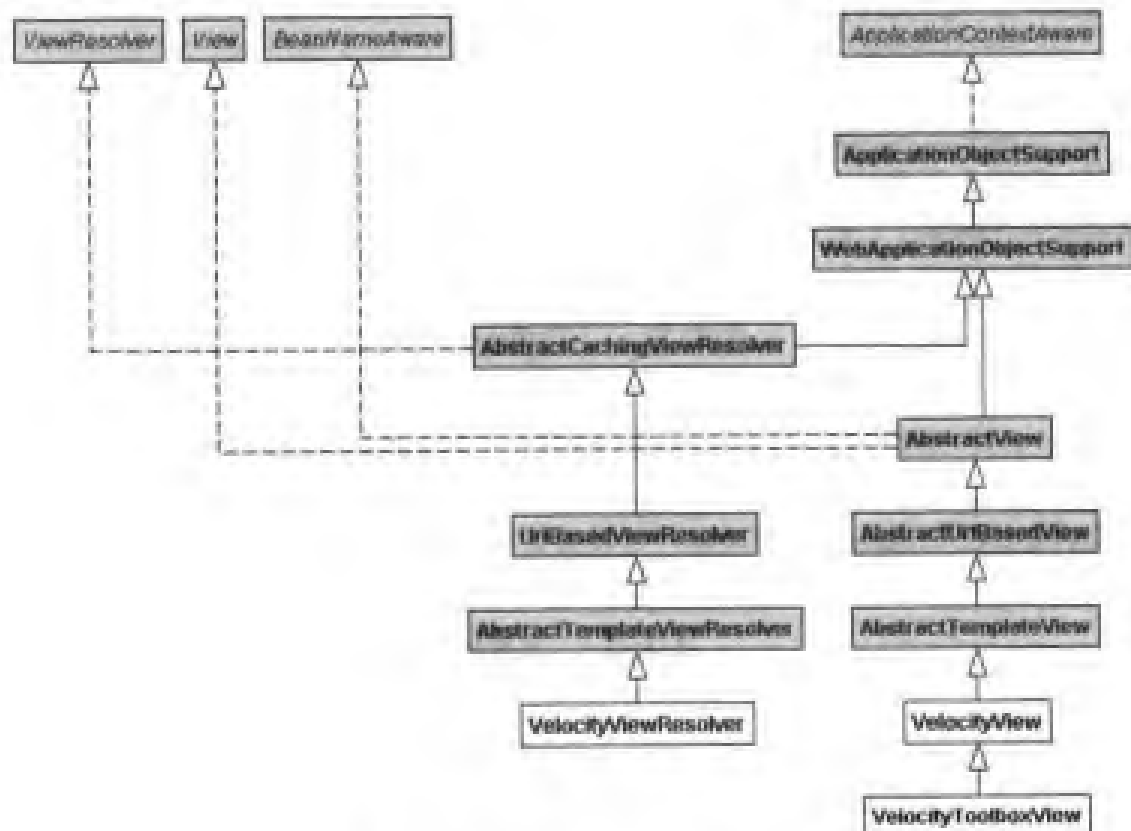 ViewResolver
View
BeanNameAware
ApplicationContextAware
ApplicationObjectSupport
WebApplicationObjectSupport
AbstractCachingViewResolver
AbstractView
UrlBasedViewResolver
AbstractUrlBasedView
AbstractTemplateViewResolver
AbstractTemplateView
VelocityViewResolver
VelocityView
VelocityToolboxView